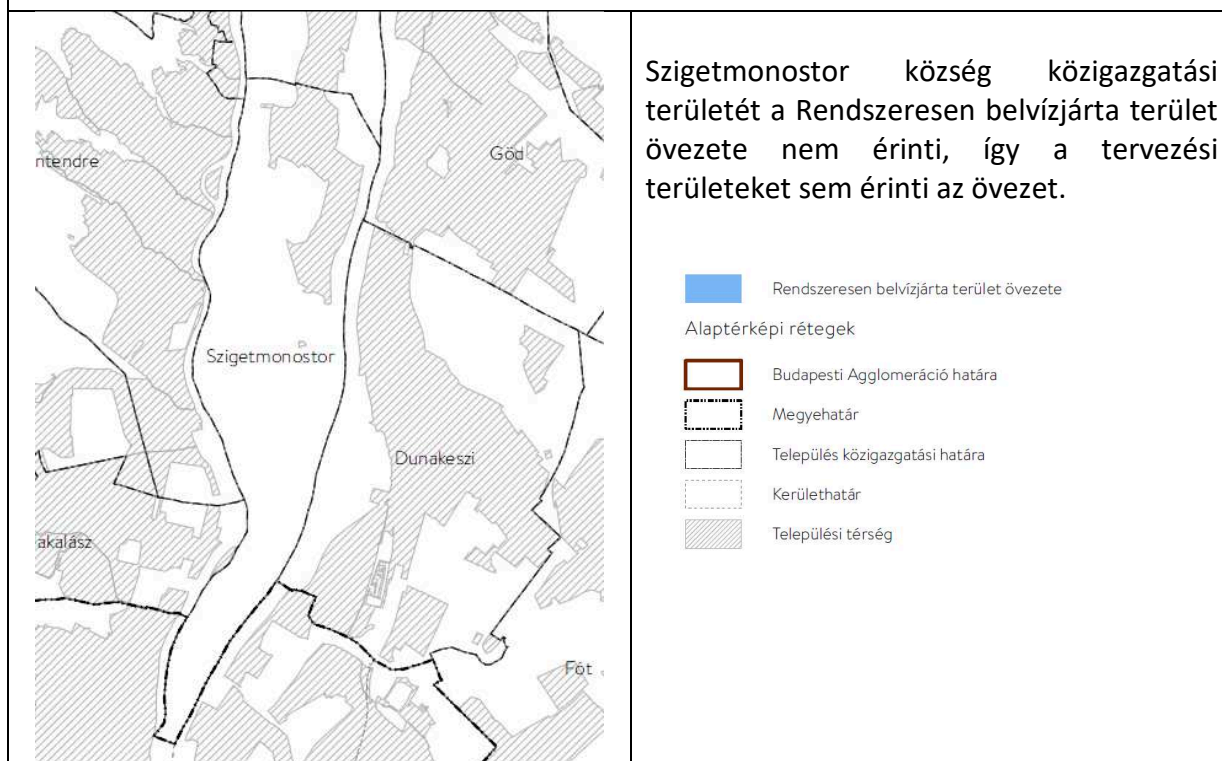 Szigetmonostor község közigazgatási
területét a Rendszeresen belvízjárta terület
övezete nem érinti, így a tervezési
területeket sem érinti az övezet.
ntendre
Göd
Szigetmonostor
Dunakeszi
akalász
Fót
Rendszeresen belvízjárta terület övezete
Alaptérképi rétegek
Budapesti Agglomeráció határa
Megyehatár
Település közigazgatási határa
Kerülethatár
Települési térség